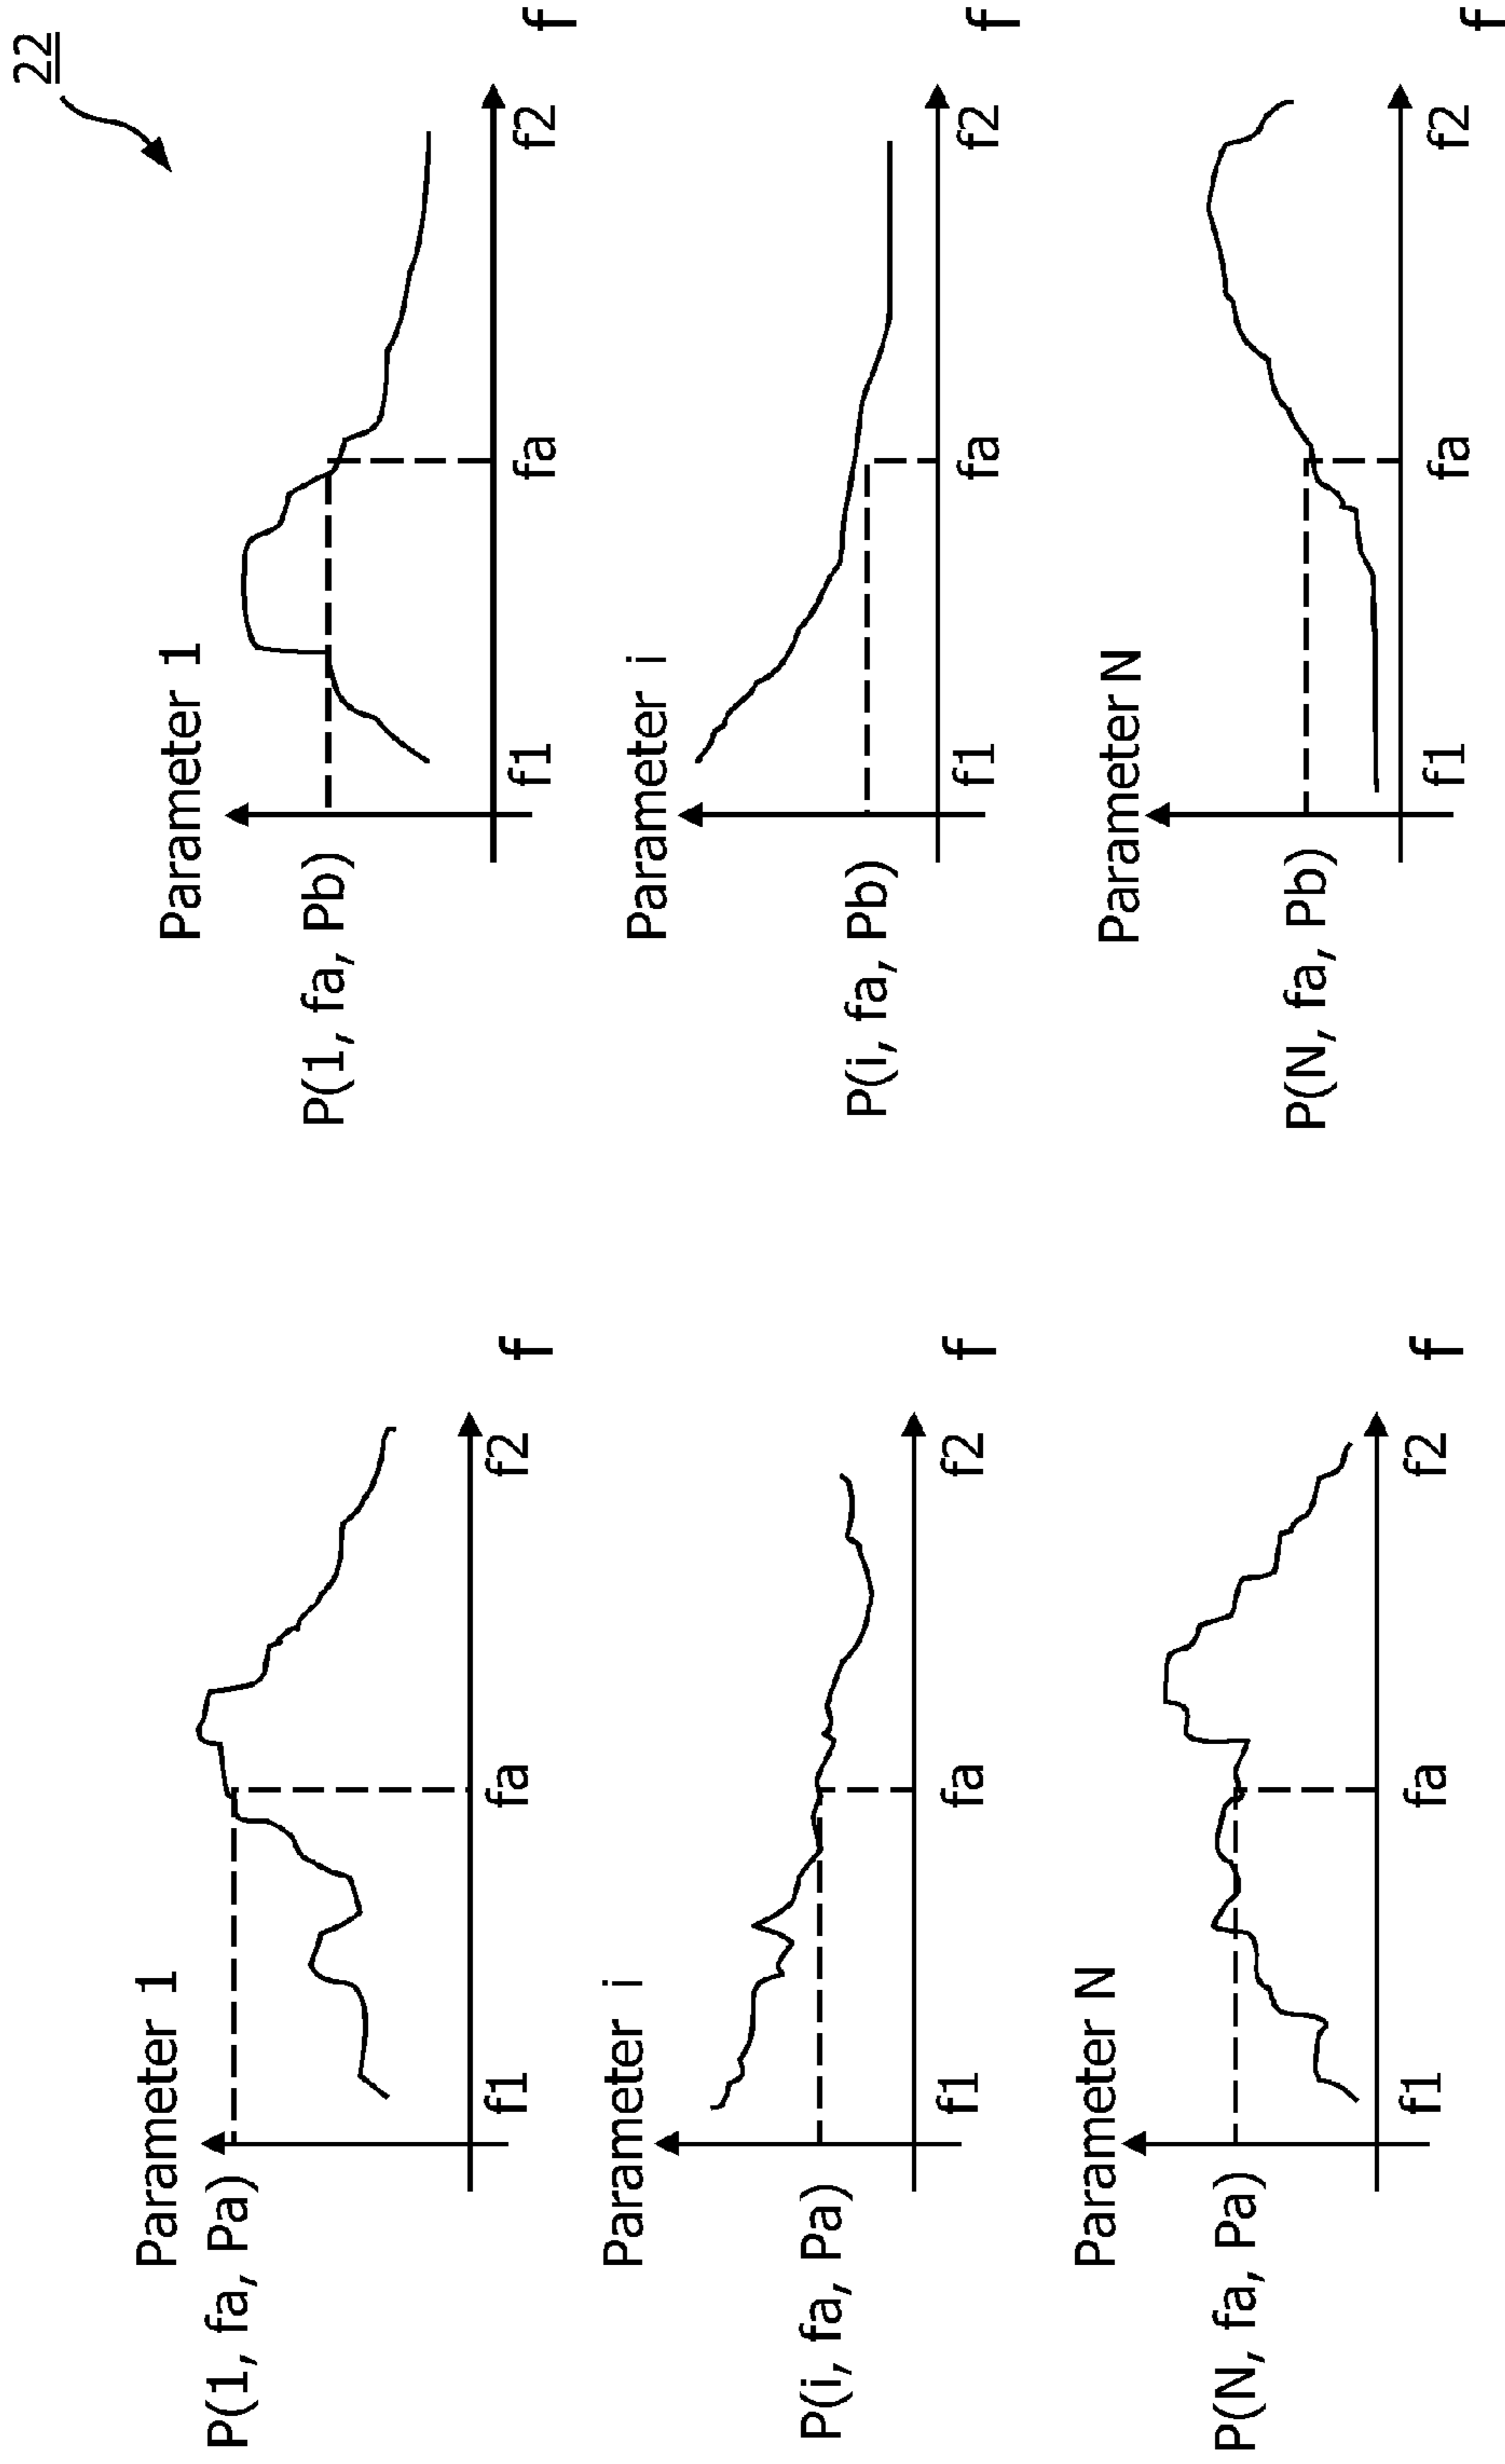 22
Parameter 1
P(1, fa, Pa)
f1
fa
f2
f
Parameter 1
P(1, fa, Pb)
f1
fa
f2
f
Parameter i
P(i, fa, Pa)
f1
fa
f2
f
Parameter i
P(i, fa, Pb)
f1
fa
f2
f
Parameter N
P(N, fa, Pa)
f1
fa
f2
f
Parameter N
P(N, fa, Pb)
f1
fa
f2
f